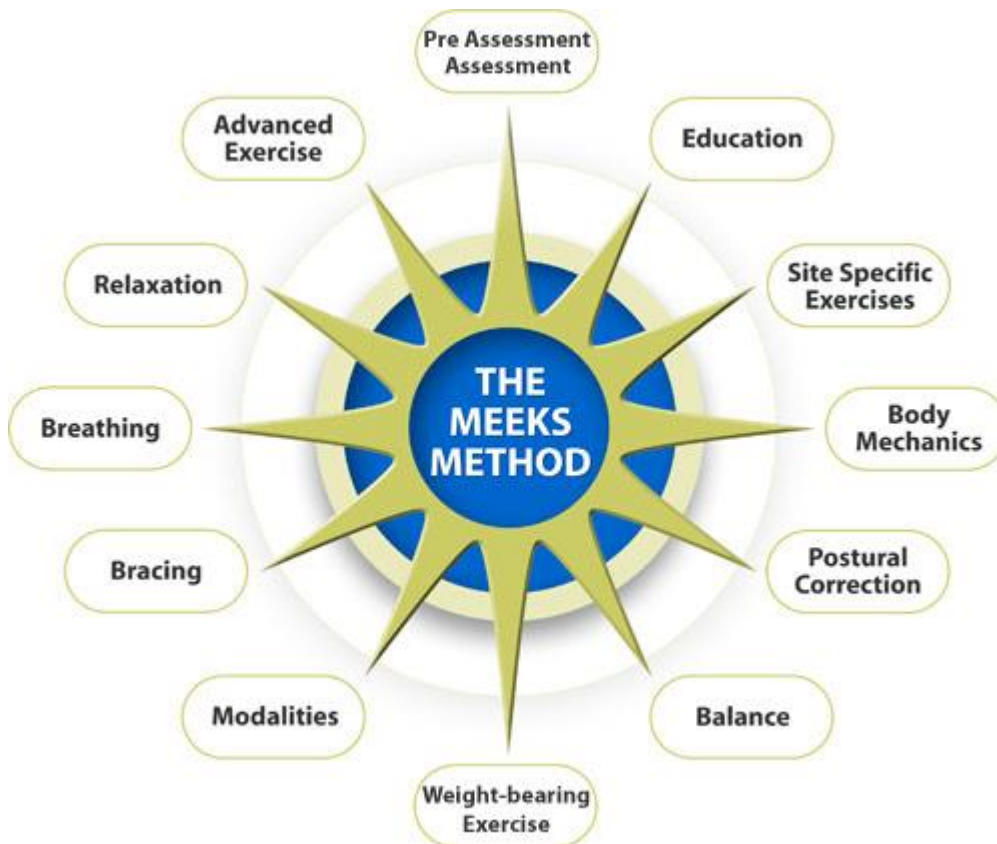 Pre Assessment
Assessment
Education
Site Specific
Exercises
Body
Mechanics
Postural
Correction
Balance
Weight-bearing
Exercise
Modalities
Bracing
Breathing
Relaxation
Advanced
Exercise
THE
MEEKS
METHOD